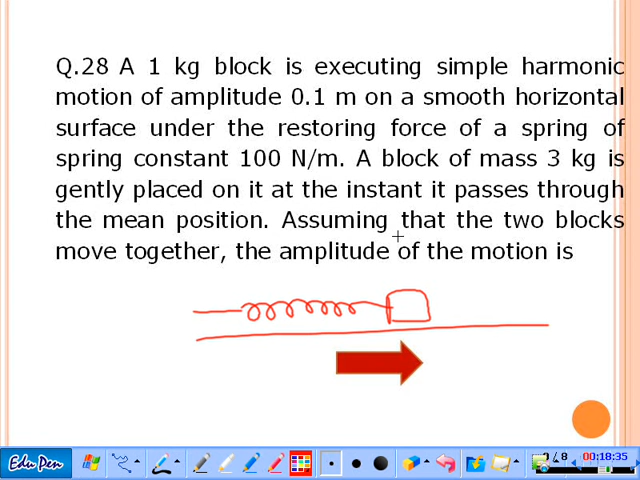 Q.28 A 1 kg block is executing simple harmonic
motion of amplitude 0.1 m on a smooth horizontal
surface under the restoring force of a spring of
spring constant 100 N/m. A block of mass 3 kg is
gently placed on it at the instant it passes through
the mean position. Assuming that the two blocks
move together, the amplitude of the motion is
Edu Pen
/ 8
00:18:35